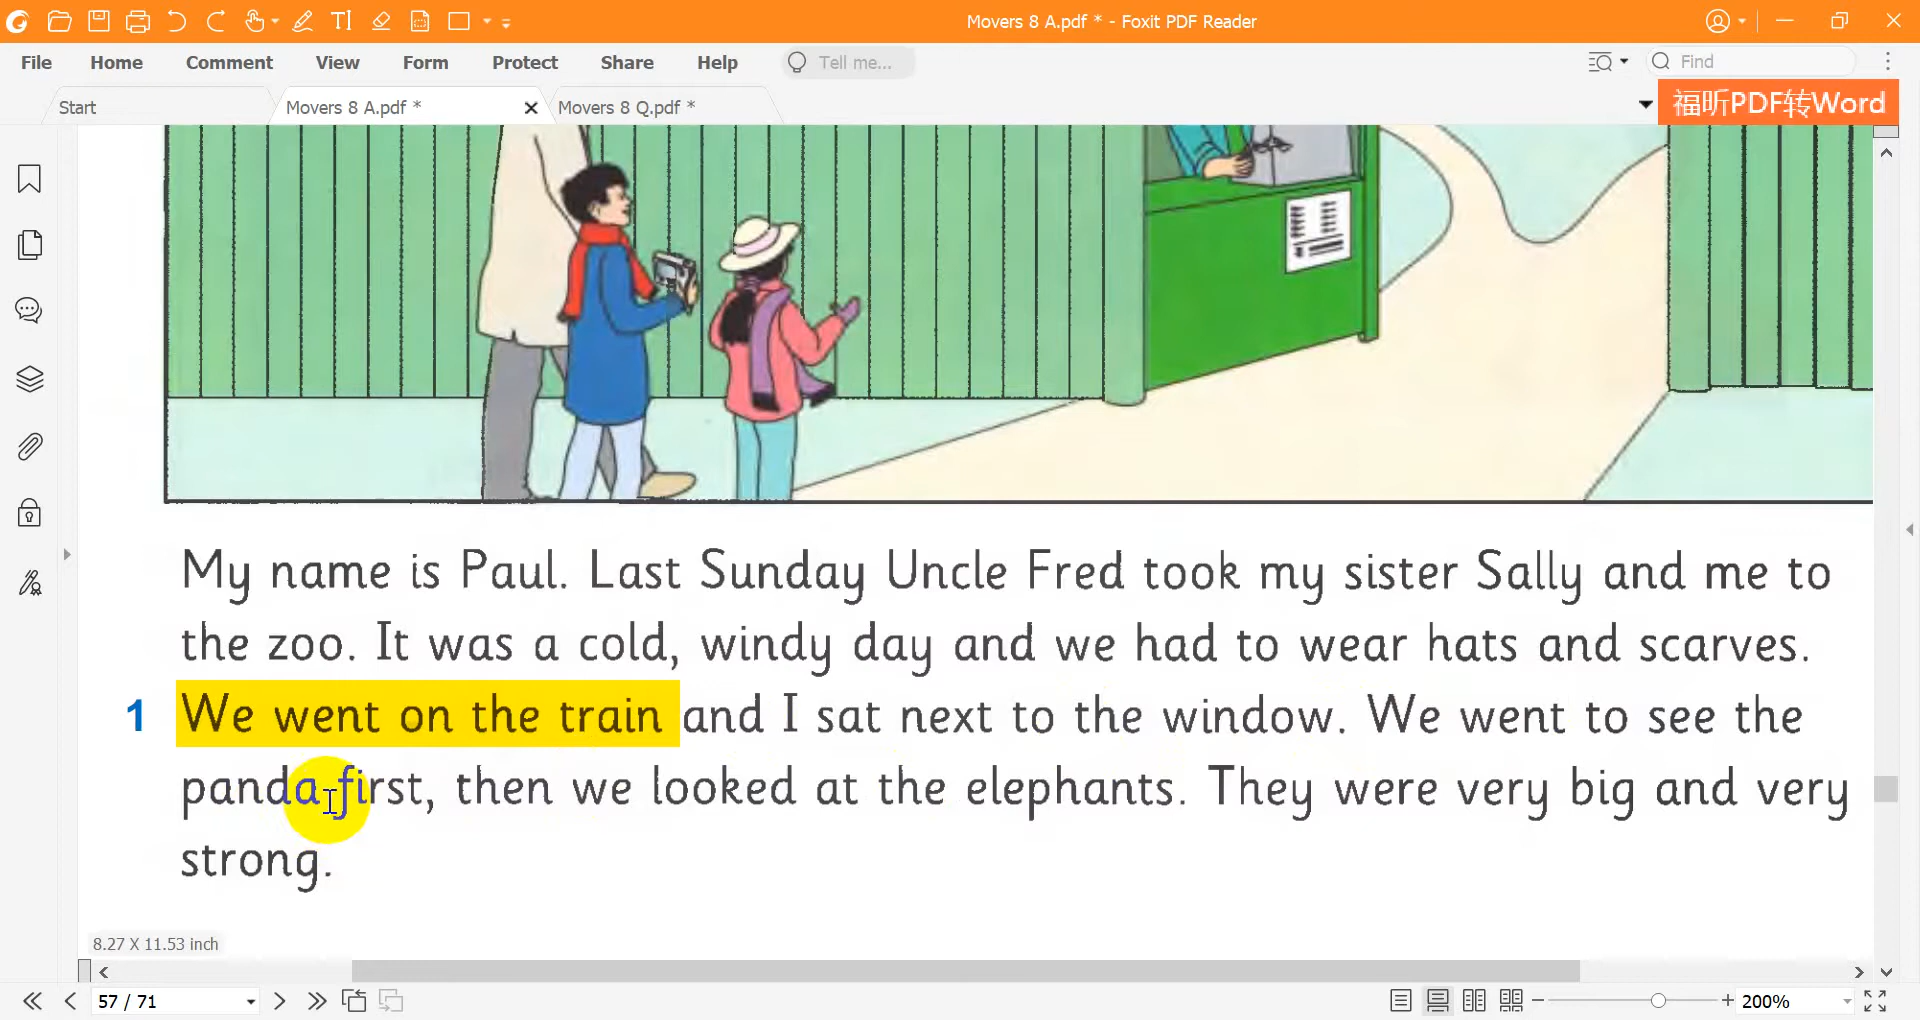 Movers 8 A.pdf * - Foxit PDF Reader
File Home Comment View Form Protect Share Help Tell me... Find
Start Movers 8 A.pdf * Movers 8 Q.pdf * 福昕PDF转Word
My name is Paul. Last Sunday Uncle Fred took my sister Sally and me to
the zoo. It was a cold, windy day and we had to wear hats and scarves.
1 We went on the train and I sat next to the window. We went to see the
panda first, then we looked at the elephants. They were very big and very
strong.
8.27 X 11.53 inch
57 / 71 200%